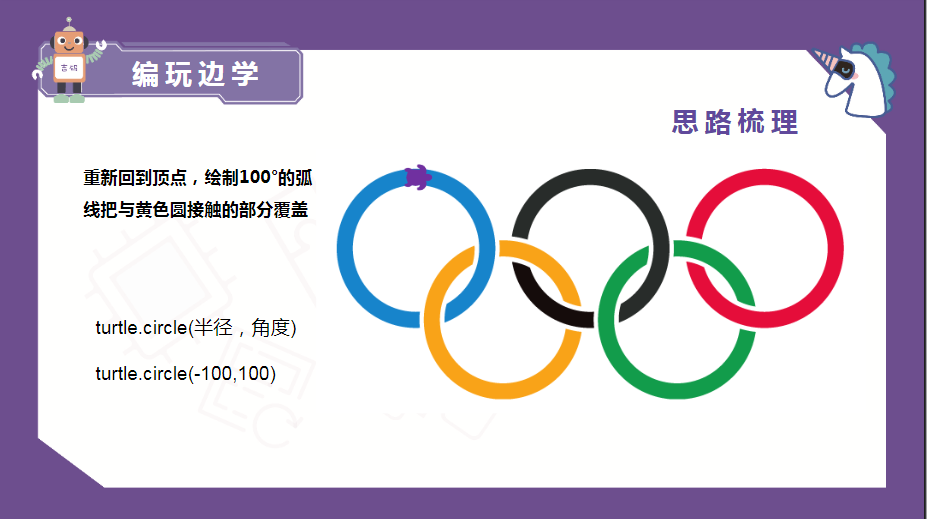 编玩边学
思路梳理
重新回到顶点，绘制100°的弧
线把与黄色圆接触的部分覆盖
turtle.circle(半径，角度)
turtle.circle(-100,100)